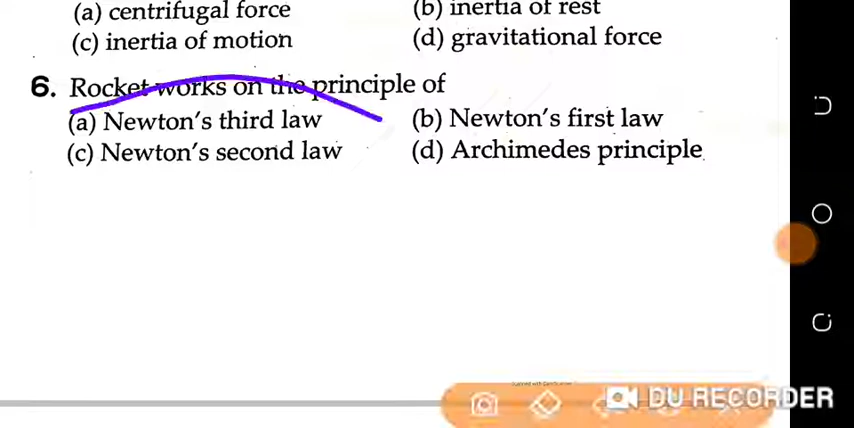 (a) centrifugal force (b) inertia of rest
(c) inertia of motion (d) gravitational force
6. Rocket works on the principle of
(a) Newton's third law (b) Newton's first law
(c) Newton's second law (d) Archimedes principle
DU RECORDER